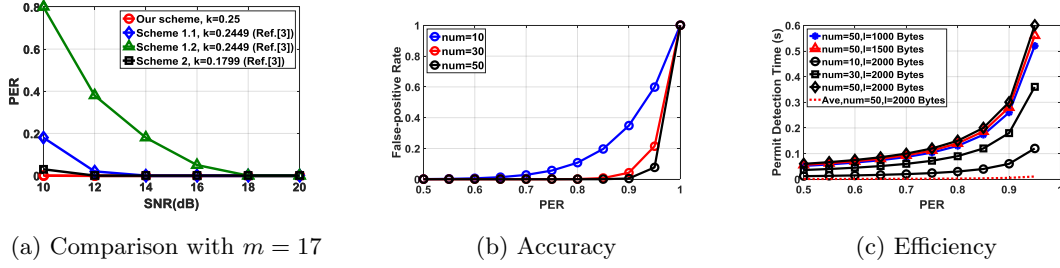 Our scheme, k=0.25
Scheme 1.1, k=0.2449 (Ref.[3])
Scheme 1.2, k=0.2449 (Ref.[3])
Scheme 2, k=0.1799 (Ref.[3])
PER
0.8
0.6
0.4
0.2
0
10 12 14 16 18 20
SNR(dB)
(a) Comparison with m = 17
num=10
num=30
num=50
False-positive Rate
1
0.8
0.6
0.4
0.2
0
0.5 0.6 0.7 0.8 0.9 1
PER
(b) Accuracy
num=50,l=1000 Bytes
num=50,l=1500 Bytes
num=10,l=2000 Bytes
num=30,l=2000 Bytes
num=50,l=2000 Bytes
Ave,num=50,l=2000 Bytes
Permit Detection Time (s)
0.6
0.5
0.4
0.3
0.2
0.1
0
0.5 0.6 0.7 0.8 0.9 1
PER
(c) Efficiency